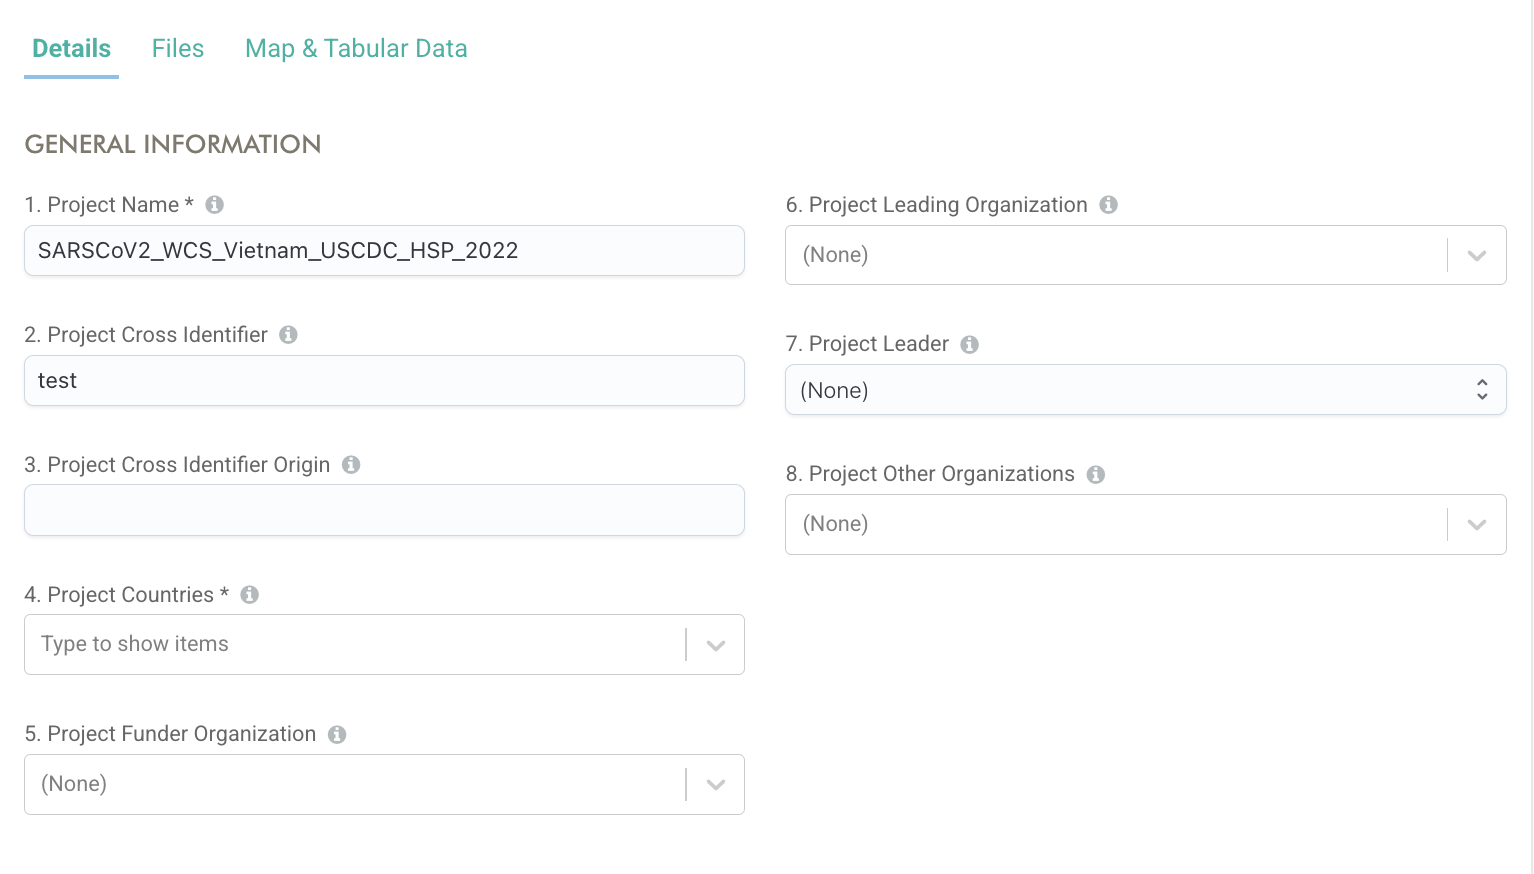 Details Files Map & Tabular Data
GENERAL INFORMATION
1. Project Name *
SARSCoV2_WCS_Vietnam_USCDC_HSP_2022
2. Project Cross Identifier
test
3. Project Cross Identifier Origin
4. Project Countries *
Type to show items
5. Project Funder Organization
(None)
6. Project Leading Organization
(None)
7. Project Leader
(None)
8. Project Other Organizations
(None)